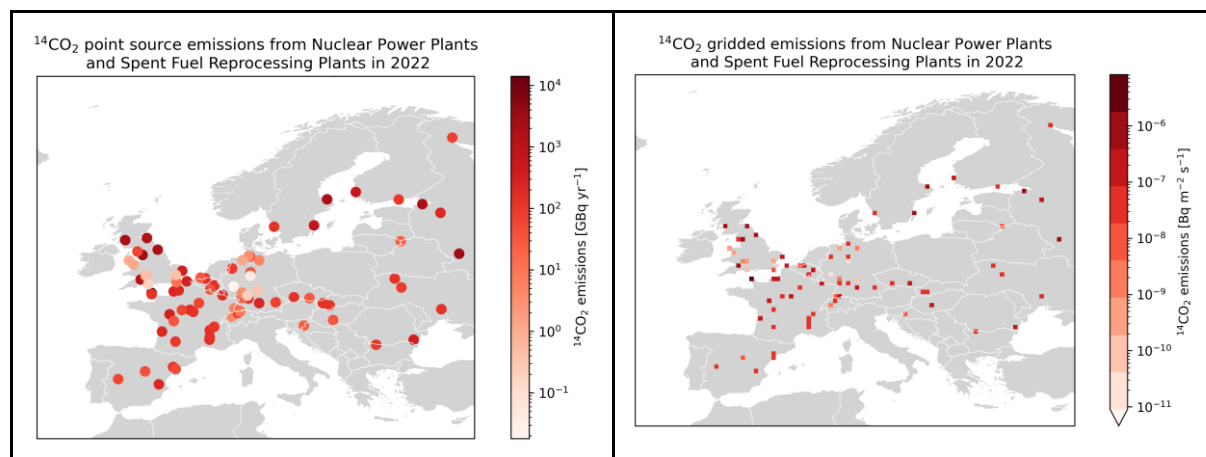 ¹⁴CO₂ point source emissions from Nuclear Power Plants
and Spent Fuel Reprocessing Plants in 2022
10⁴
10³
10²
10¹
10⁰
10⁻¹
¹⁴CO₂ emissions [GBq yr⁻¹]
¹⁴CO₂ gridded emissions from Nuclear Power Plants
and Spent Fuel Reprocessing Plants in 2022
10⁻⁶
10⁻⁷
10⁻⁸
10⁻⁹
10⁻¹⁰
10⁻¹¹
¹⁴CO₂ emissions [Bq m⁻² s⁻¹]